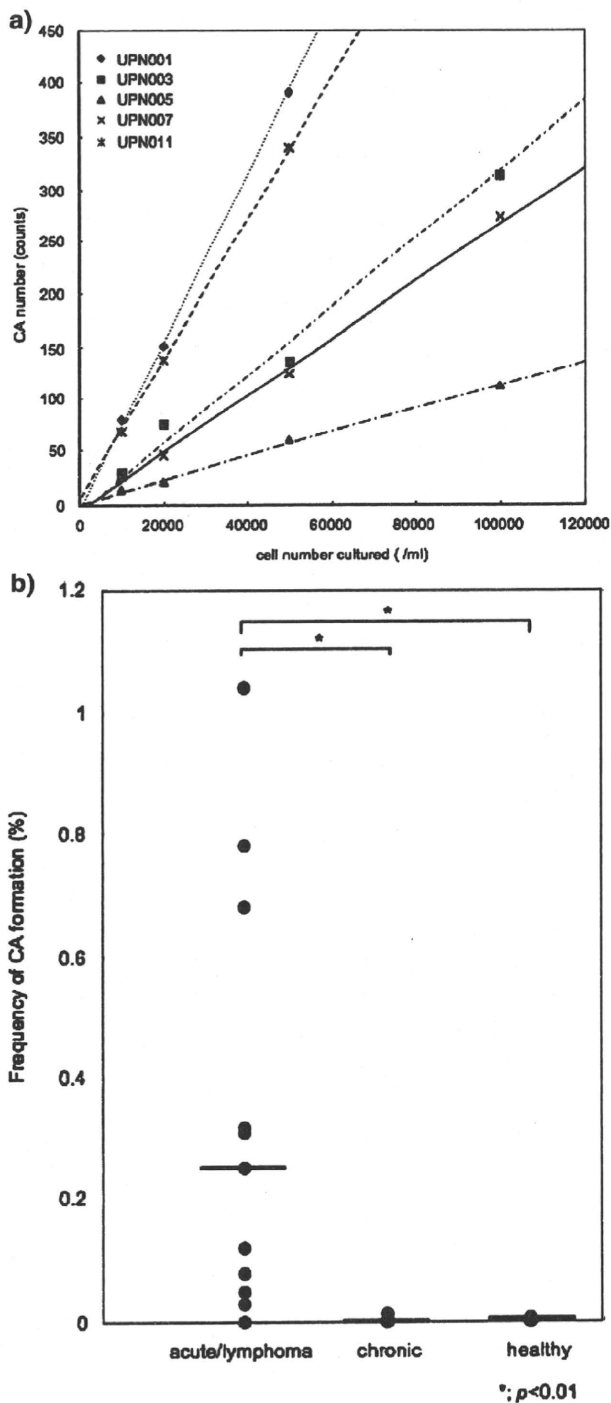 a)
450
400
350
300
250
200
150
100
50
0
UPN001
UPN003
UPN005
UPN007
UPN011
CA number (counts)
0 20000 40000 60000 80000 100000 120000
cell number cultured ( /ml)
b)
1.2
1
0.8
0.6
0.4
0.2
0
* 
*
Frequency of CA formation (%)
acute/lymphoma chronic healthy
*; p<0.01